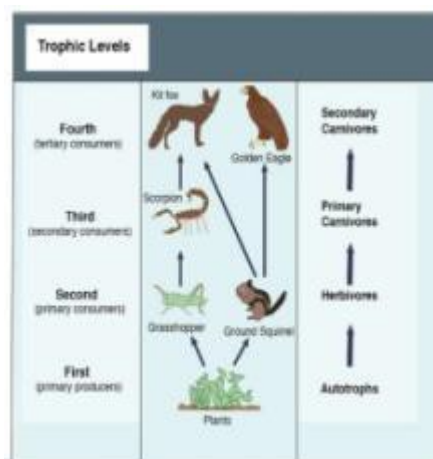 Trophic Levels
Fourth
(tertiary consumers)
Third
(secondary consumers)
Second
(primary consumers)
First
(primary producers)
Kit fox
Golden Eagle
Scorpion
Grasshopper
Ground Squirrel
Plants
Secondary
Carnivores
Primary
Carnivores
Herbivores
Autotrophs